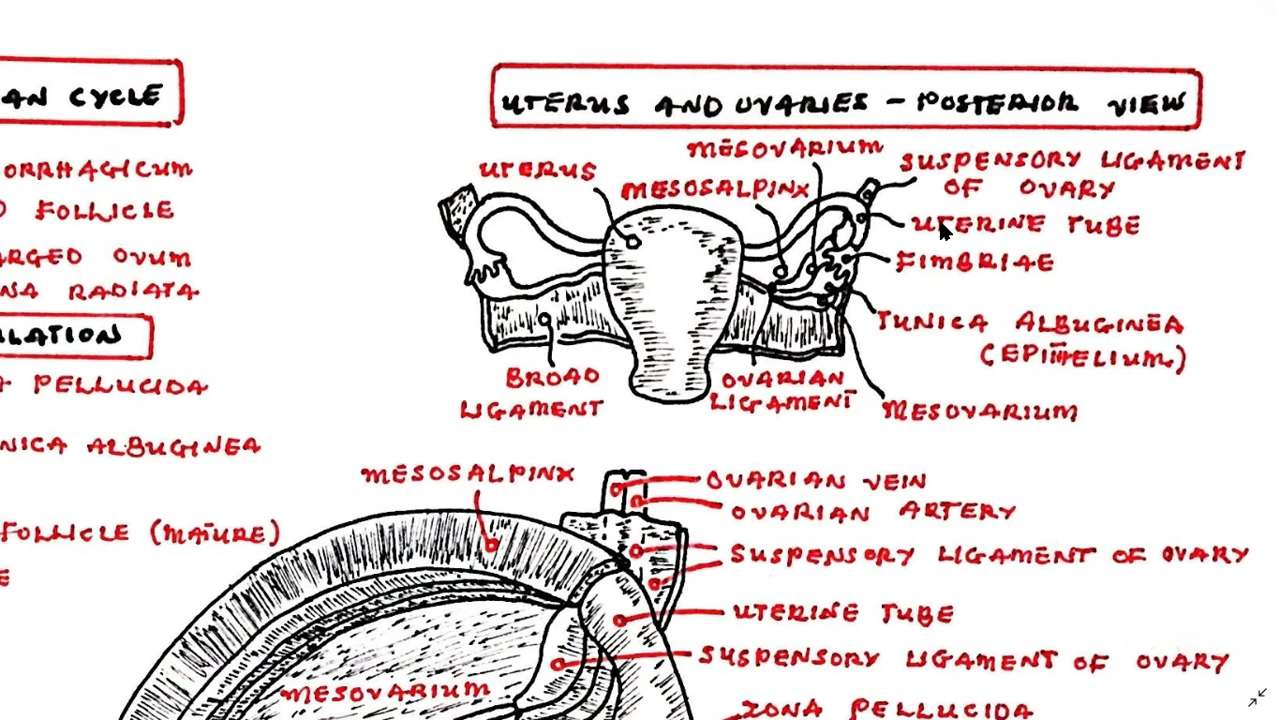 AN CYCLE
ORRHAGICUM
FOLLICLE
ARGED OVUM
NA RADIATA
LATION
PELLUCIDA
NICA ALBUGINEA
FOLLICLE (MATURE)
E
UTERUS AND OVARIES - POSTERIOR VIEW
UTERUS
MESOVARIUM
MESOSALPINX
SUSPENSORY LIGAMENT
OF OVARY
UTERINE TUBE
FIMBRIAE
TUNICA ALBUGINEA
(EPITHELIUM)
BROAD
LIGAMENT
OVARIAN
LIGAMENT
MESOVARIUM
MESOSALPINX
OVARIAN VEIN
OVARIAN ARTERY
SUSPENSORY LIGAMENT OF OVARY
UTERINE TUBE
SUSPENSORY LIGAMENT OF OVARY
MESOVARIUM
ZONA PELLUCIDA